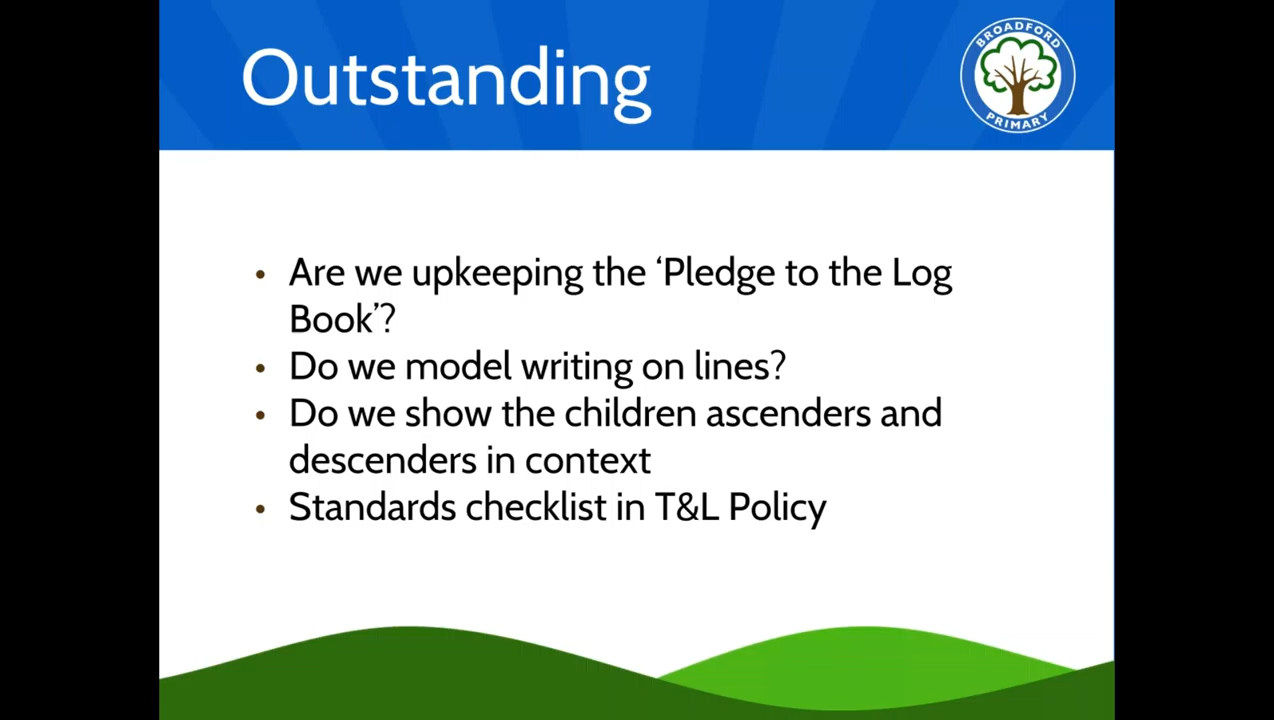 Outstanding
BROADFORD
PRIMARY
• Are we upkeeping the ‘Pledge to the Log
Book’?
• Do we model writing on lines?
• Do we show the children ascenders and
descenders in context
• Standards checklist in T&L Policy